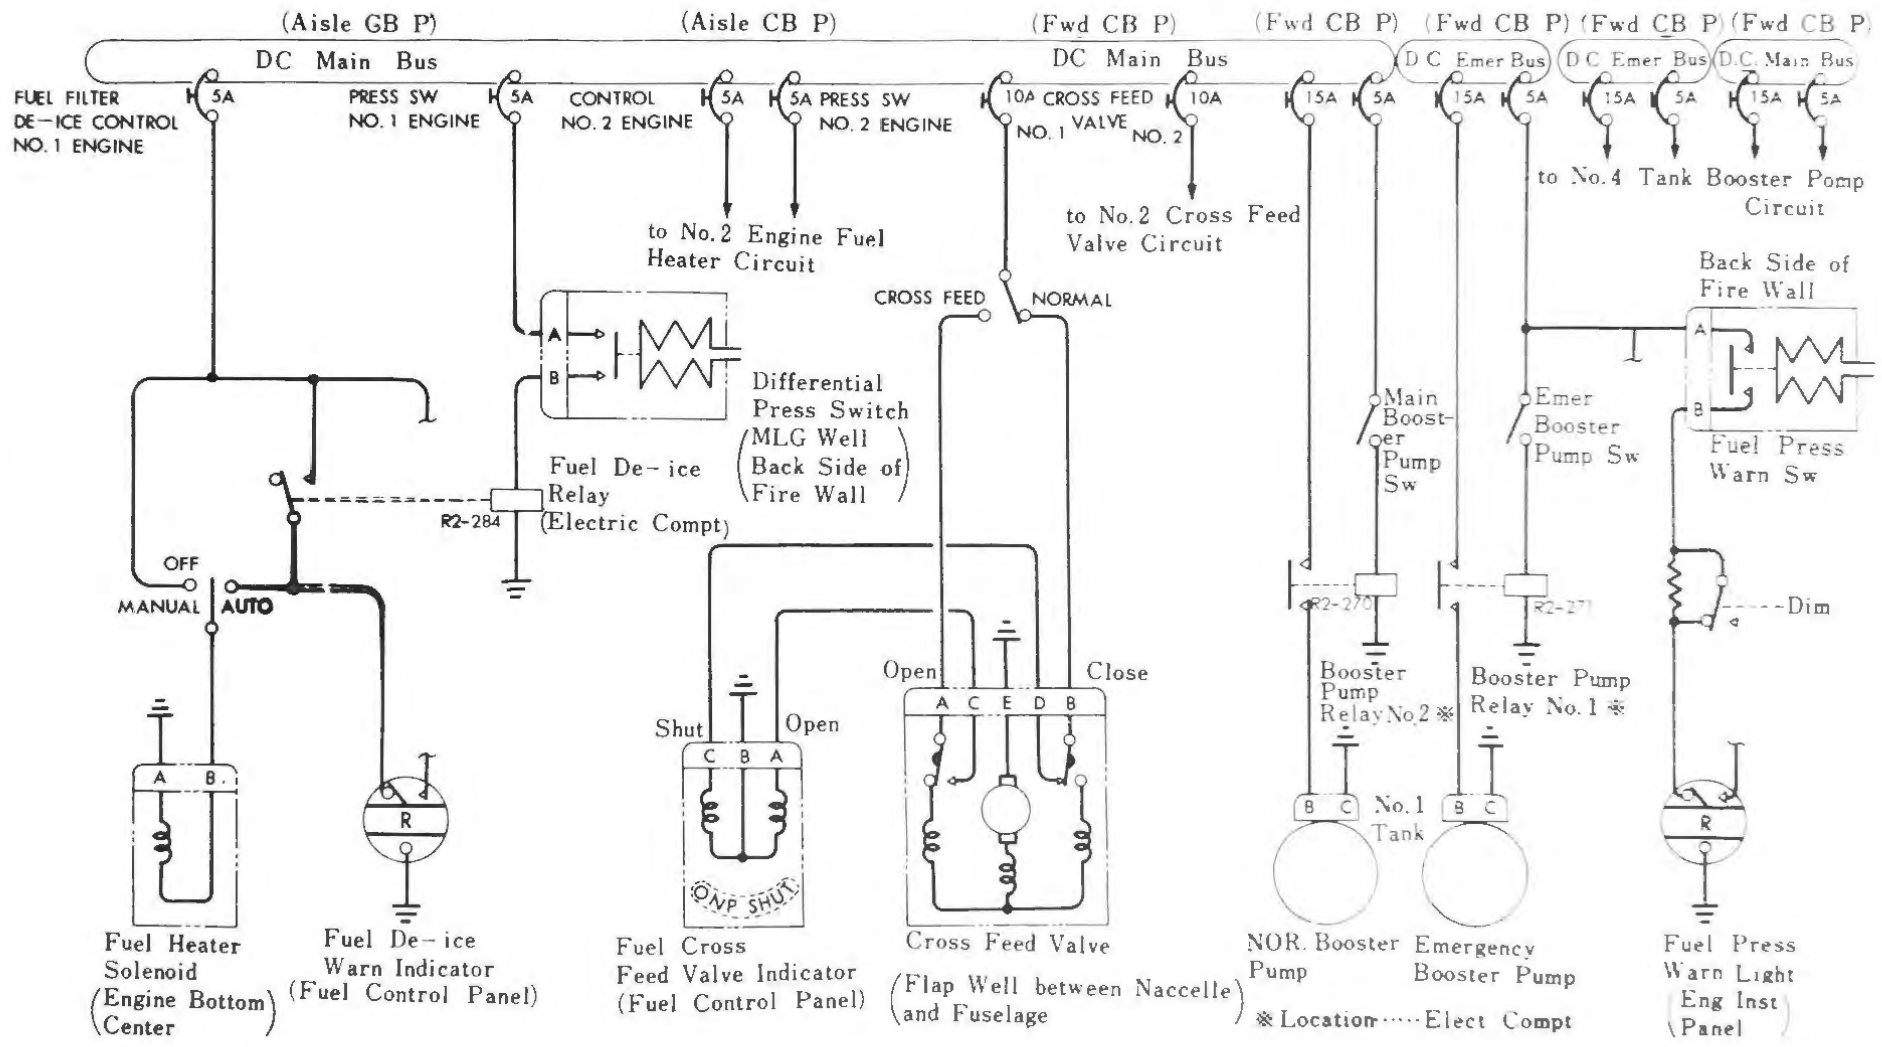 (Aisle GB P)
(Aisle CB P)
(Fwd CB P)
(Fwd CB P)
(Fwd CB P)
(Fwd CB P)
(Fwd CB P)
DC Main Bus
DC Main Bus
DC Emer Bus
DC Emer Bus
D.C. Main Bus
FUEL FILTER
DE-ICE CONTROL
NO. 1 ENGINE
5A
PRESS SW
NO. 1 ENGINE
5A
CONTROL
NO. 2 ENGINE
5A
5A
PRESS SW
NO. 2 ENGINE
10A
CROSS FEED
VALVE
NO. 1
NO. 2
10A
15A
5A
15A
5A
15A
5A
15A
5A
to No.4 Tank Booster Pomp
Circuit
to No.2 Engine Fuel
Heater Circuit
to No.2 Cross Feed
Valve Circuit
CROSS FEED
NORMAL
Back Side of
Fire Wall
A
B
A
B
Differential
Press Switch
(MLG Well
Back Side of
Fire Wall)
Main
Boost-
er
Pump
Sw
Emer
Booster
Pump Sw
Fuel Press
Warn Sw
Fuel De-ice
Relay
(Electric Compt)
R2-284
OFF
MANUAL
AUTO
R2-270
R2-271
Dim
Booster
Pump
Relay No,2 ※
Booster Pump
Relay No.1 ※
Open
Close
A C E D B
Shut
Open
C B A
A B.
R
ONP SHUT
B C
No.1
Tank
B C
R
Fuel Heater
Solenoid
(Engine Bottom
Center)
Fuel De-ice
Warn Indicator
(Fuel Control Panel)
Fuel Cross
Feed Valve Indicator
(Fuel Control Panel)
Cross Feed Valve
(Flap Well between Naccelle
and Fuselage)
NOR. Booster
Pump
Emergency
Booster Pump
※ Location ····· Elect Compt
Fuel Press
Warn Light
(Eng Inst
Panel)